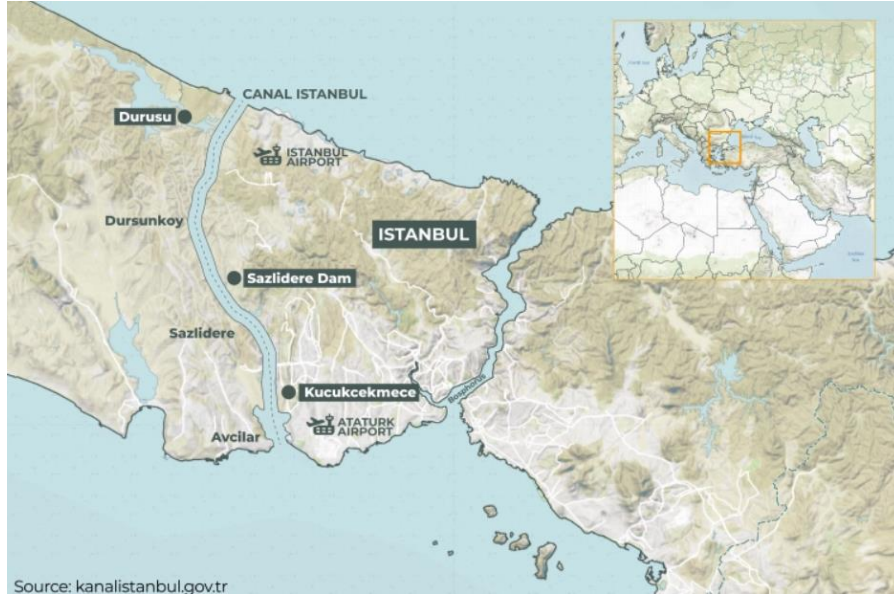 CANAL ISTANBUL
Durusu
ISTANBUL
AIRPORT
Dursunkoy
ISTANBUL
Sazlidere Dam
Sazlidere
Kucukcekmece
Bosphorus
Avcilar
ATATURK
AIRPORT
Source: kanalistanbul.gov.tr